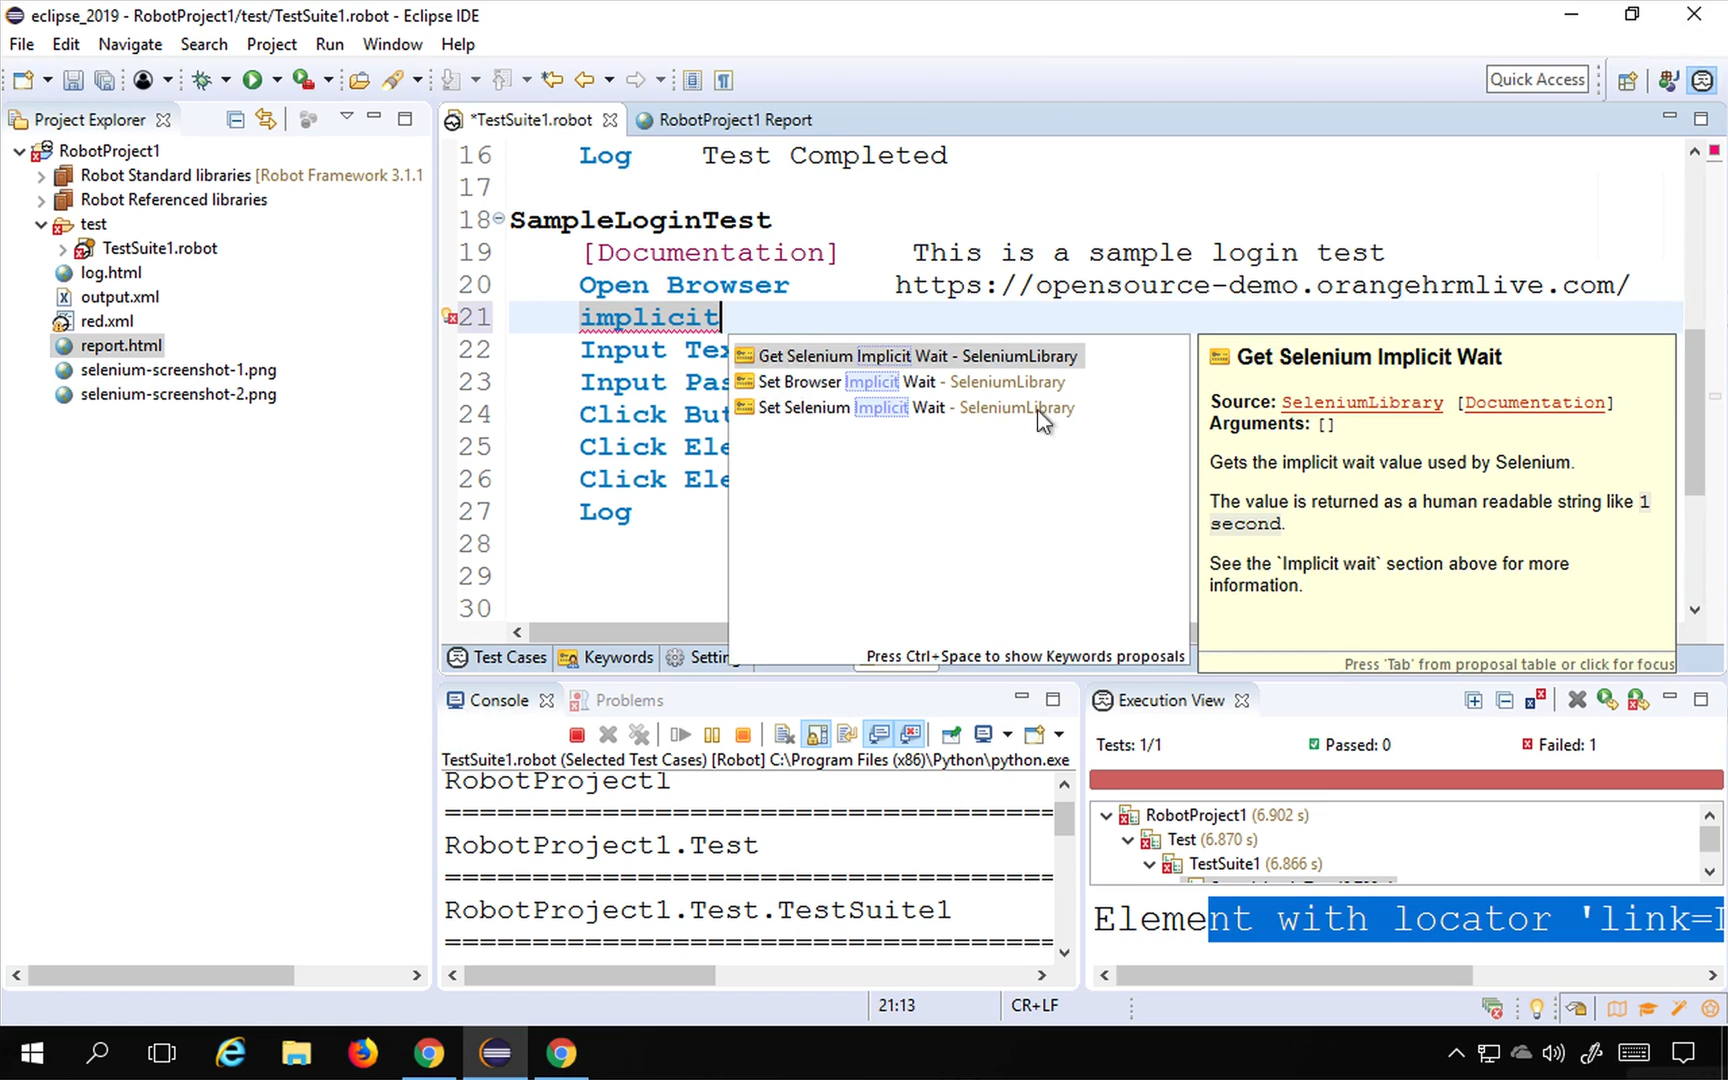 eclipse_2019 - RobotProject1/test/TestSuite1.robot - Eclipse IDE
File Edit Navigate Search Project Run Window Help
Quick Access
Project Explorer
RobotProject1
Robot Standard libraries [Robot Framework 3.1.1
Robot Referenced libraries
test
TestSuite1.robot
log.html
output.xml
red.xml
report.html
selenium-screenshot-1.png
selenium-screenshot-2.png
*TestSuite1.robot
RobotProject1 Report
16 Log Test Completed
17
18 SampleLoginTest
19 [Documentation] This is a sample login test
20 Open Browser https://opensource-demo.orangehrmlive.com/
21 implicit
22 Input Tex
23 Input Pas
24 Click But
25 Click Ele
26 Click Ele
27 Log
28
29
30
Get Selenium Implicit Wait - SeleniumLibrary
Set Browser Implicit Wait - SeleniumLibrary
Set Selenium Implicit Wait - SeleniumLibrary
Press Ctrl+Space to show Keywords proposals
Get Selenium Implicit Wait
Source: SeleniumLibrary [Documentation]
Arguments: []
Gets the implicit wait value used by Selenium.
The value is returned as a human readable string like 1
second.
See the `Implicit wait` section above for more
information.
Press 'Tab' from proposal table or click for focus
Test Cases Keywords Setting
Console Problems
TestSuite1.robot (Selected Test Cases) [Robot] C:\Program Files (x86)\Python\python.exe
RobotProject1
==================================
RobotProject1.Test
==================================
RobotProject1.Test.TestSuite1
==================================
Execution View
Tests: 1/1 Passed: 0 Failed: 1
RobotProject1 (6.902 s)
Test (6.870 s)
TestSuite1 (6.866 s)
Element with locator 'link=
21:13 CR+LF